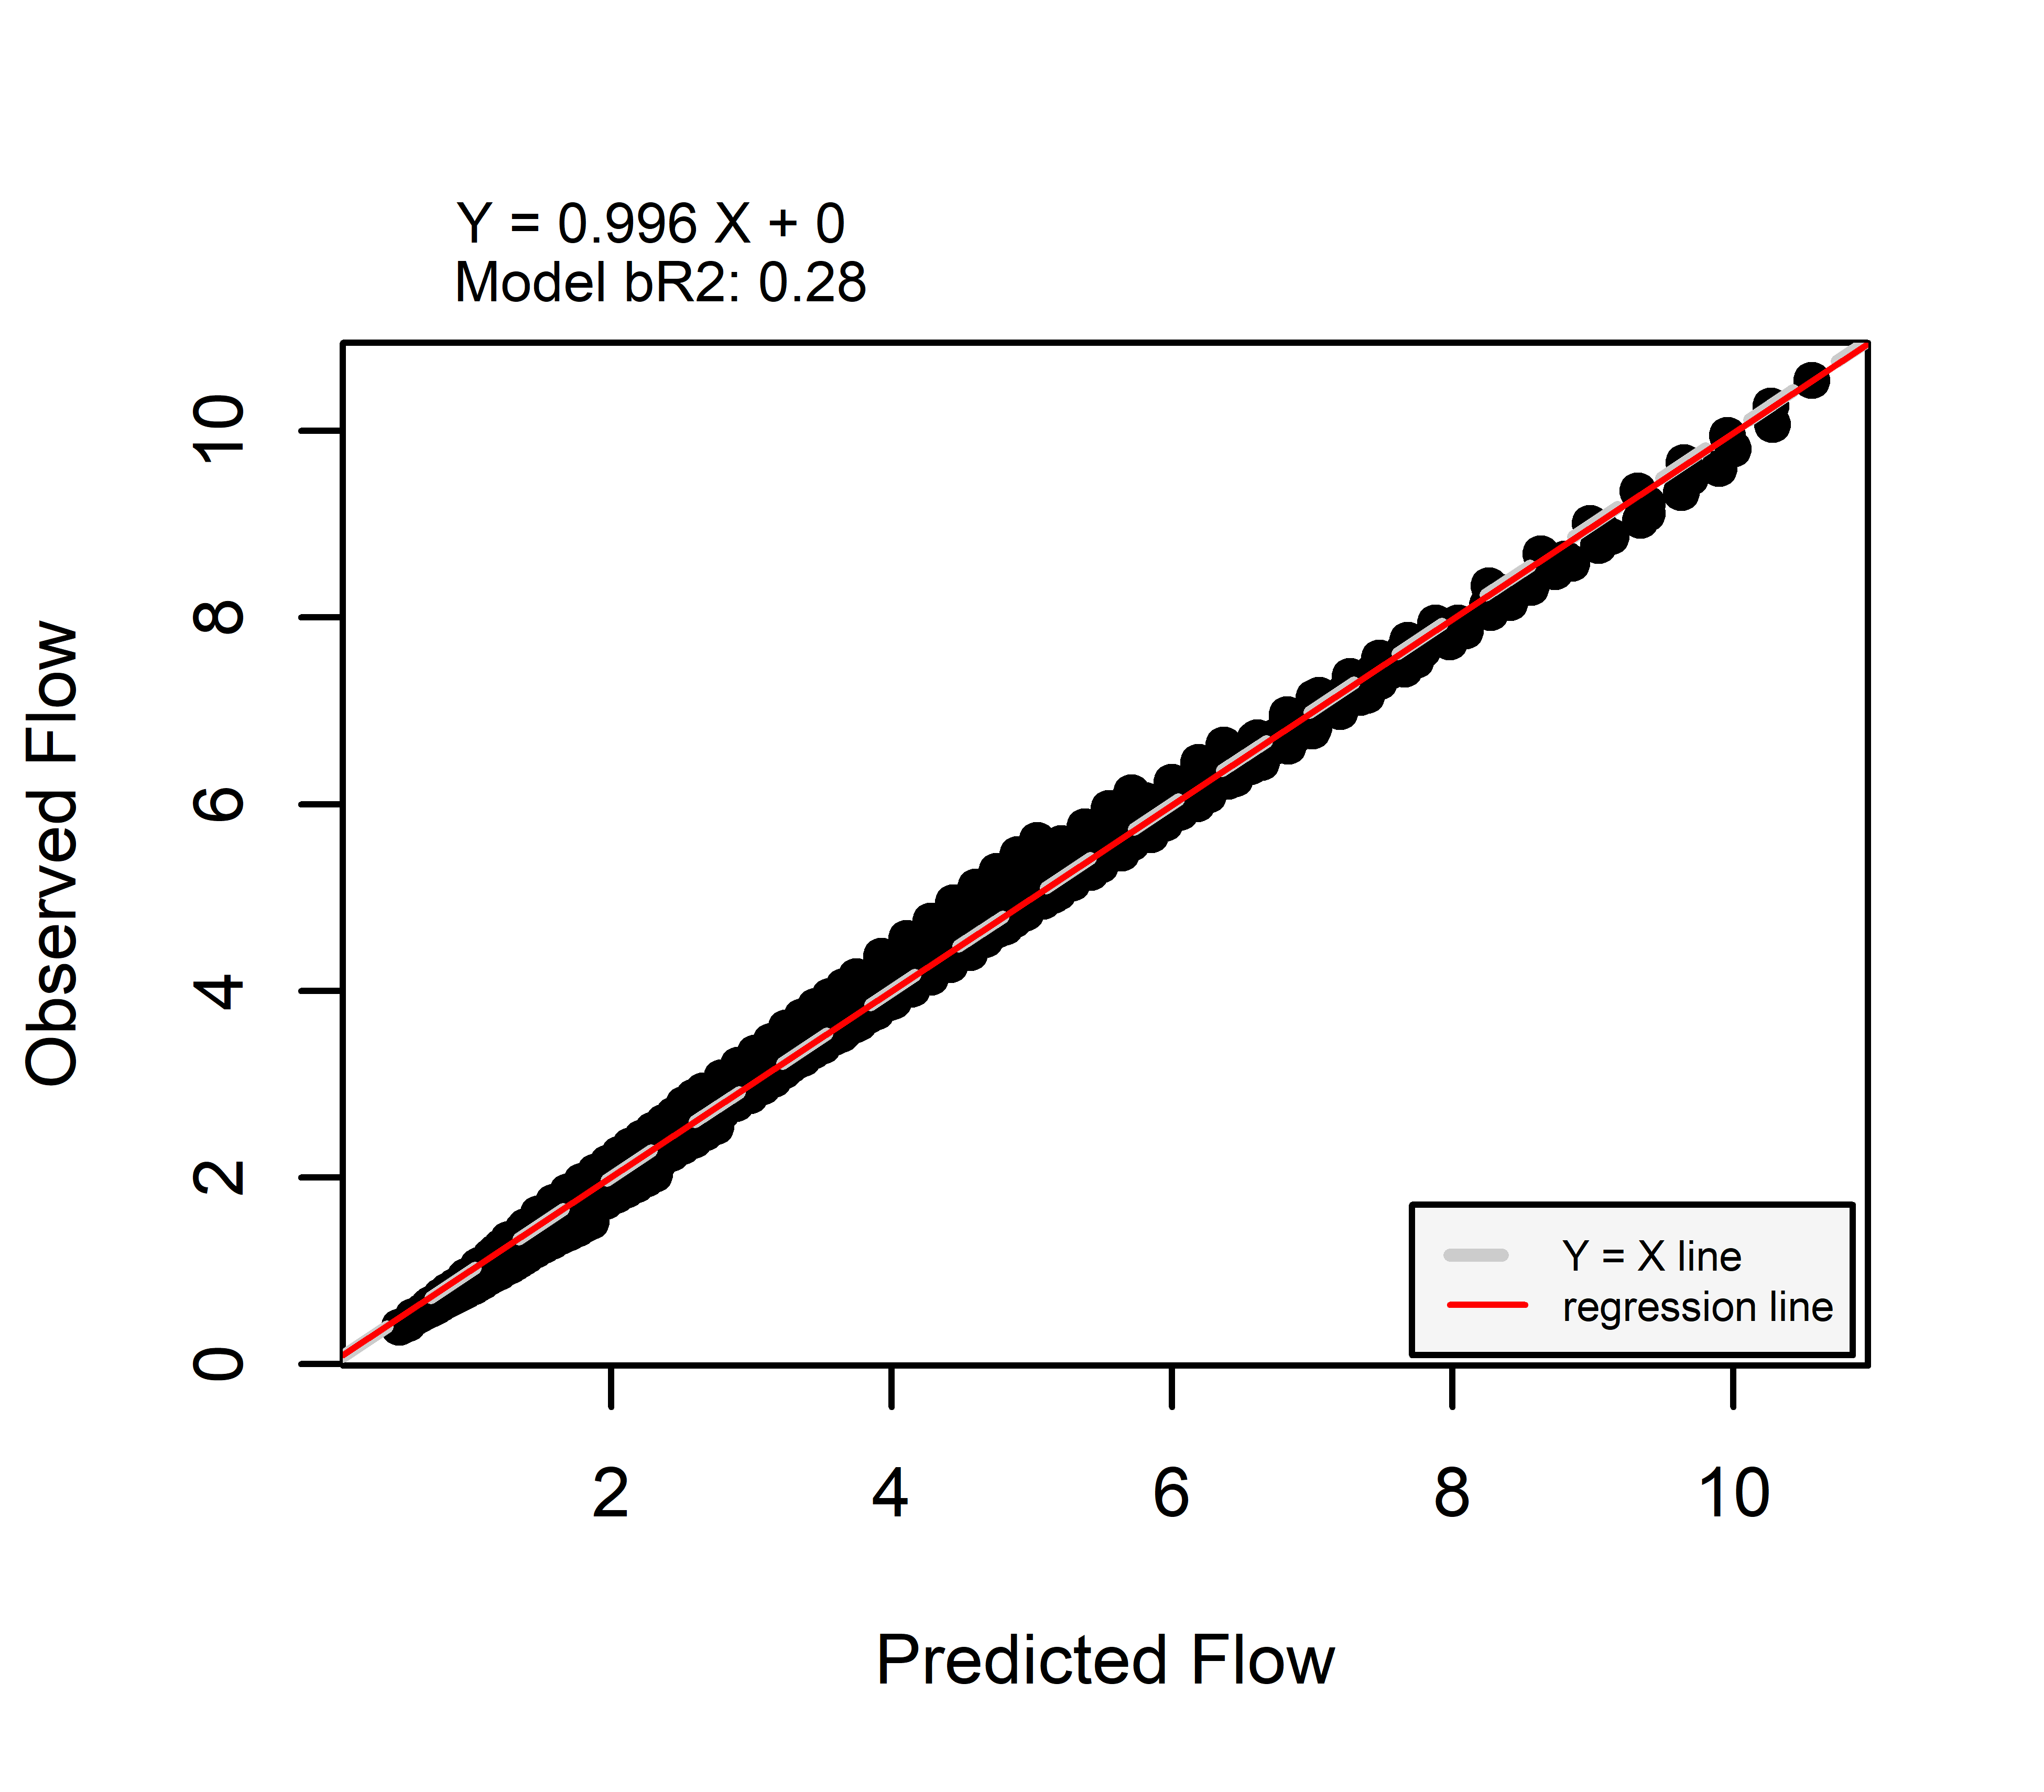 Y = 0.996 X + 0
Model bR2: 0.28
Observed Flow
10
8
6
4
2
0
Y = X line
regression line
2 4 6 8 10
Predicted Flow